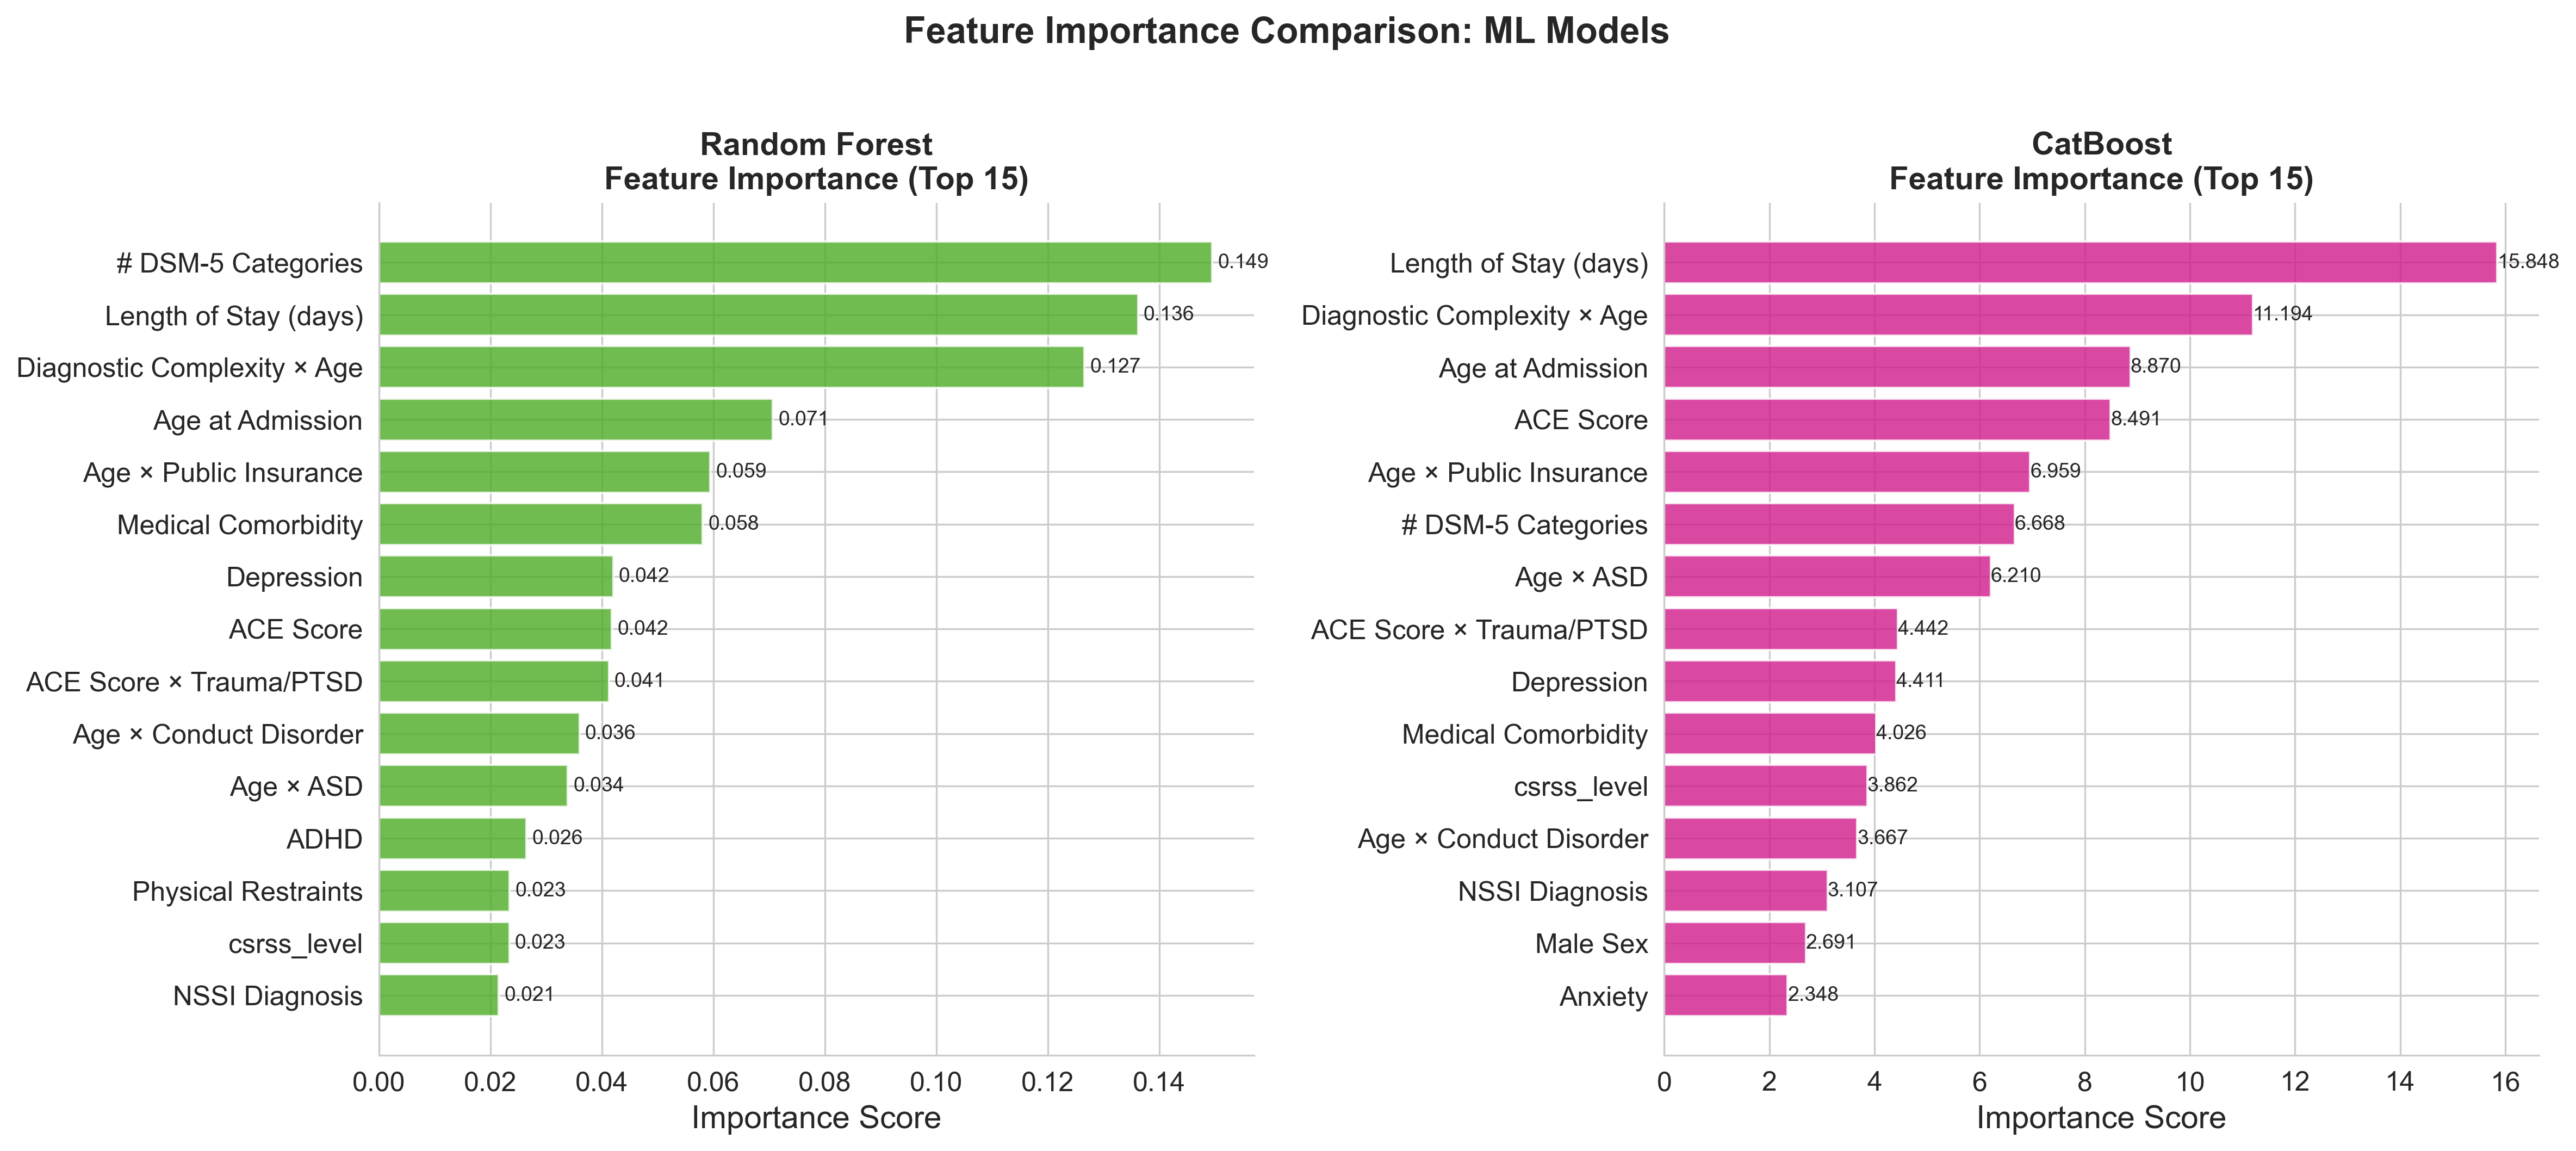 Feature Importance Comparison: ML Models
Random Forest
Feature Importance (Top 15)
# DSM-5 Categories 0.149
Length of Stay (days) 0.136
Diagnostic Complexity × Age 0.127
Age at Admission 0.071
Age × Public Insurance 0.059
Medical Comorbidity 0.058
Depression 0.042
ACE Score 0.042
ACE Score × Trauma/PTSD 0.041
Age × Conduct Disorder 0.036
Age × ASD 0.034
ADHD 0.026
Physical Restraints 0.023
csrss_level 0.023
NSSI Diagnosis 0.021
0.00 0.02 0.04 0.06 0.08 0.10 0.12 0.14
Importance Score
CatBoost
Feature Importance (Top 15)
Length of Stay (days) 15.848
Diagnostic Complexity × Age 11.194
Age at Admission 8.870
ACE Score 8.491
Age × Public Insurance 6.959
# DSM-5 Categories 6.668
Age × ASD 6.210
ACE Score × Trauma/PTSD 4.442
Depression 4.411
Medical Comorbidity 4.026
csrss_level 3.862
Age × Conduct Disorder 3.667
NSSI Diagnosis 3.107
Male Sex 2.691
Anxiety 2.348
0 2 4 6 8 10 12 14 16
Importance Score